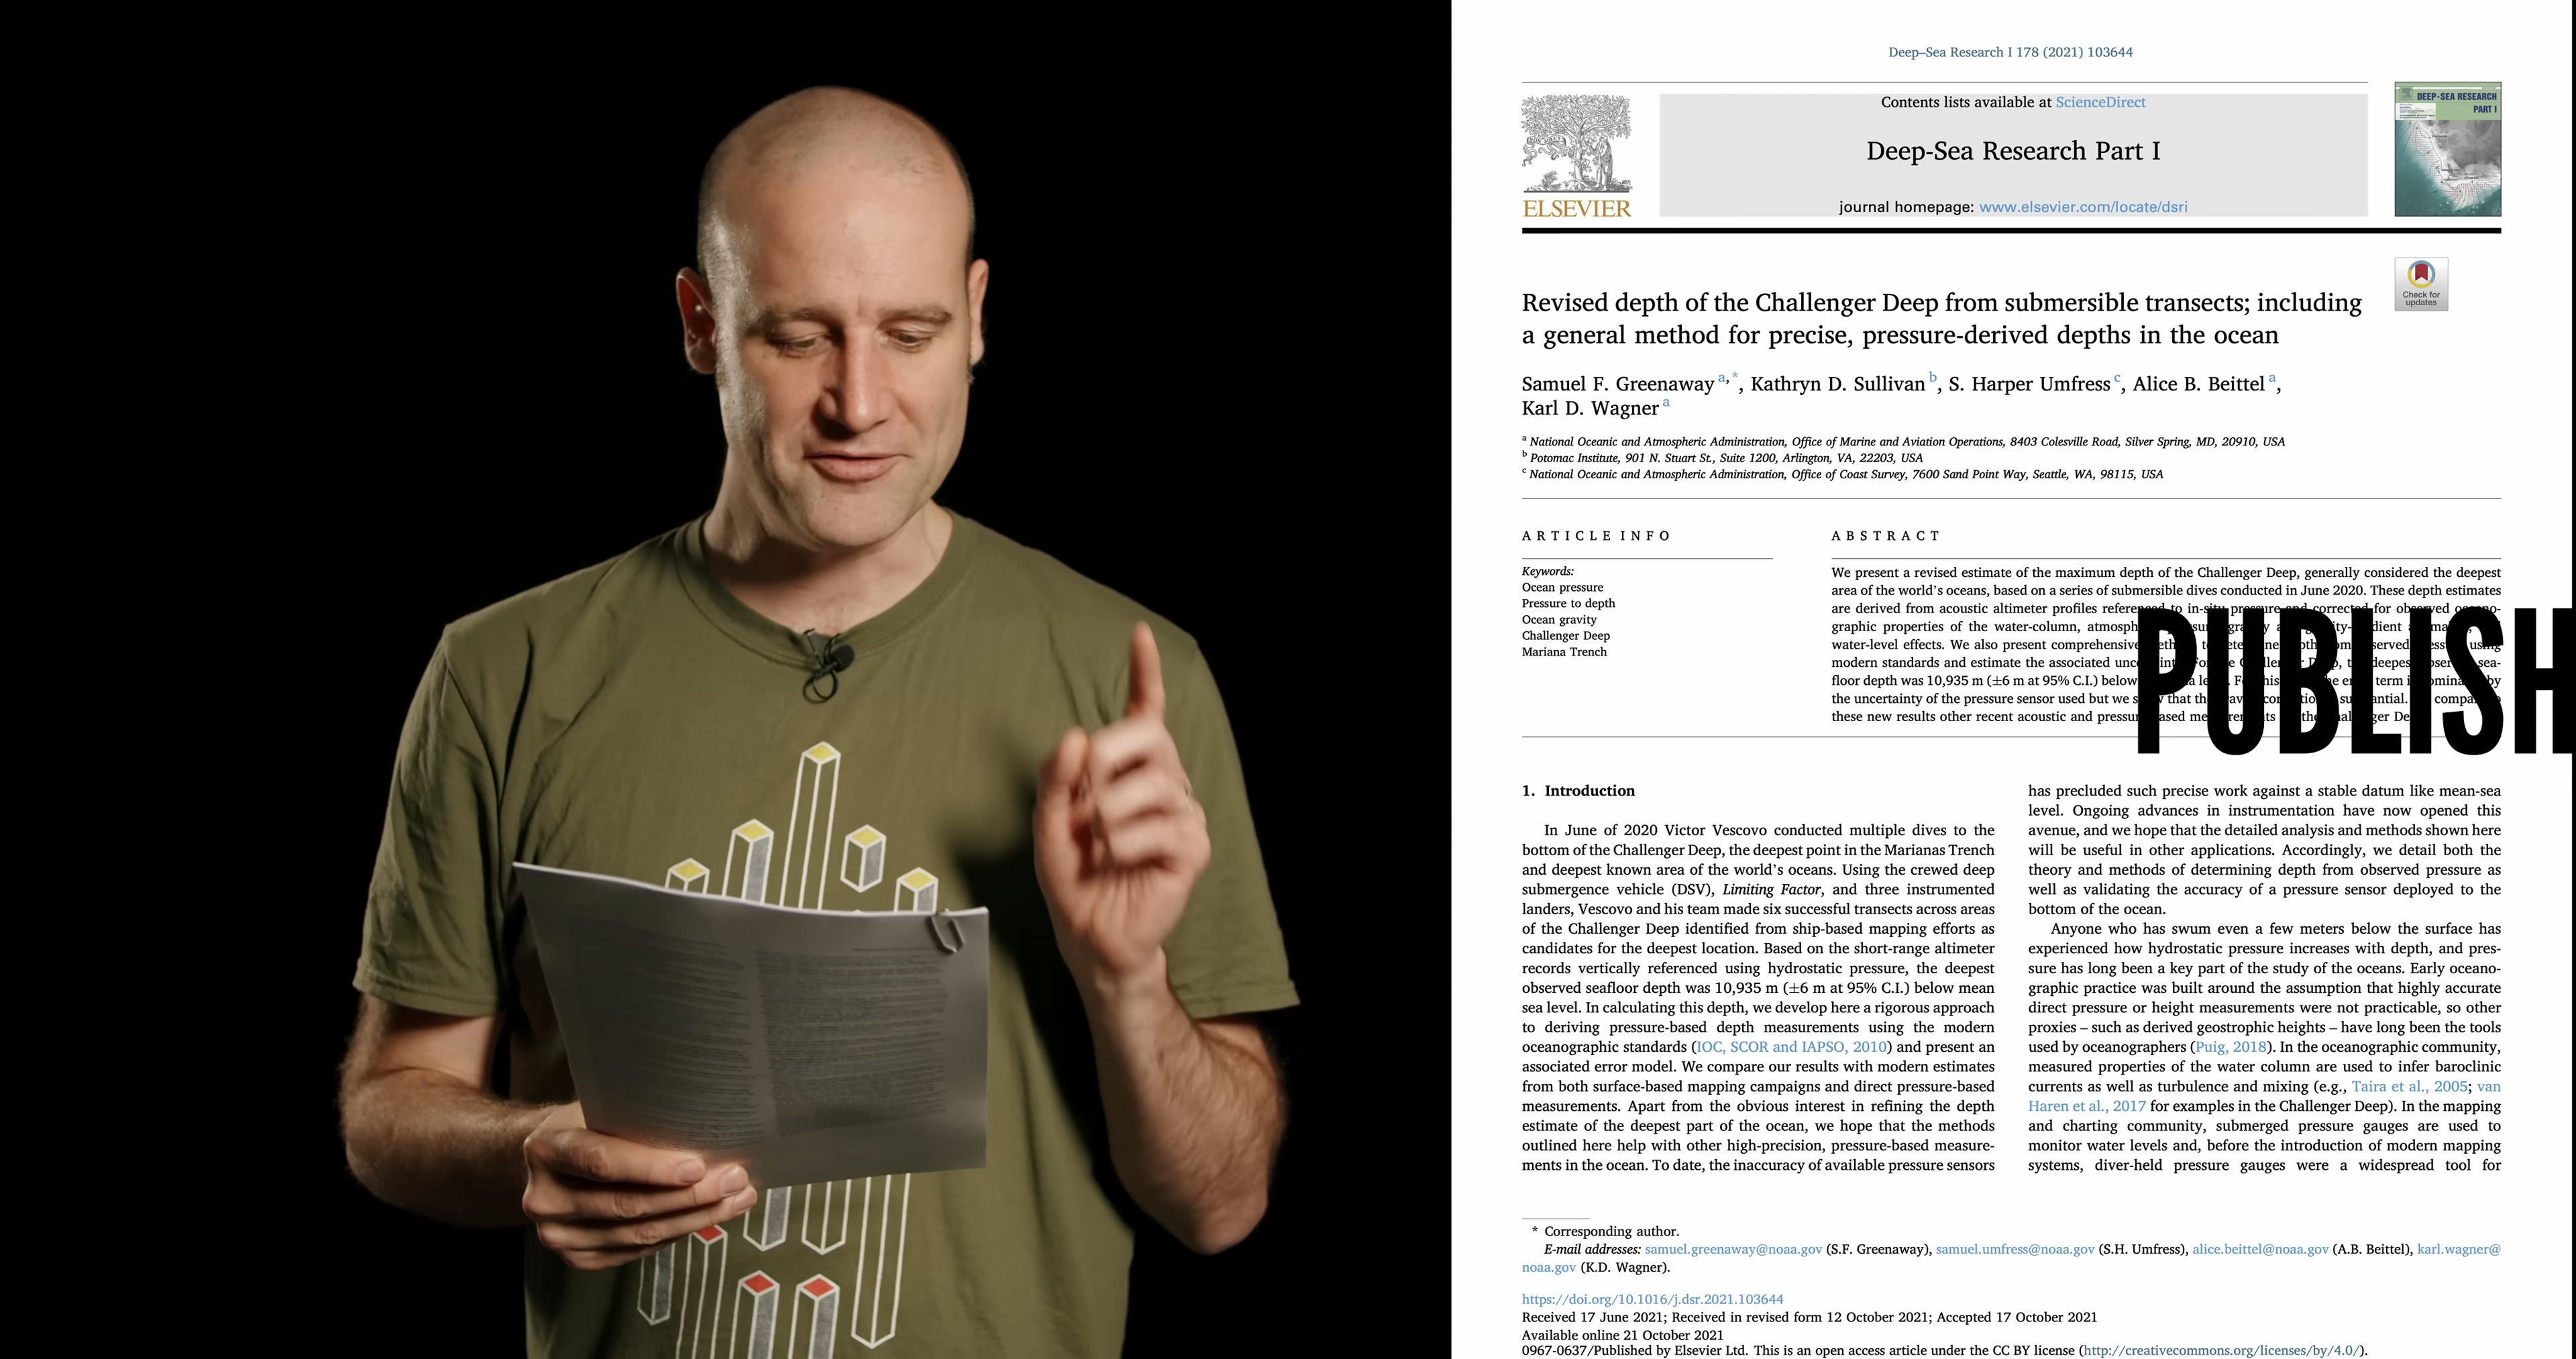 Deep–Sea Research I 178 (2021) 103644
Contents lists available at ScienceDirect
Deep-Sea Research Part I
journal homepage: www.elsevier.com/locate/dsri
ELSEVIER
DEEP-SEA RESEARCH
PART I
Check for
updates
Revised depth of the Challenger Deep from submersible transects; including
a general method for precise, pressure-derived depths in the ocean
Samuel F. Greenaway a,*, Kathryn D. Sullivan b, S. Harper Umfress c, Alice B. Beittel a,
Karl D. Wagner a
a National Oceanic and Atmospheric Administration, Office of Marine and Aviation Operations, 8403 Colesville Road, Silver Spring, MD, 20910, USA
b Potomac Institute, 901 N. Stuart St., Suite 1200, Arlington, VA, 22203, USA
c National Oceanic and Atmospheric Administration, Office of Coast Survey, 7600 Sand Point Way, Seattle, WA, 98115, USA
ARTICLE INFO
Keywords:
Ocean pressure
Pressure to depth
Ocean gravity
Challenger Deep
Mariana Trench
ABSTRACT
We present a revised estimate of the maximum depth of the Challenger Deep, generally considered the deepest
area of the world's oceans, based on a series of submersible dives conducted in June 2020. These depth estimates
are derived from acoustic altimeter profiles referenced to in-situ pressure and corrected for observed oceano-
graphic properties of the water-column,
water-level effects. We also present comprehensive using
modern standards and estimate the associated deepest sea-
floor depth was 10,935 m (±6 m at 95% C.I.) below term by
the uncertainty of the pressure sensor used but we that
these new results other recent acoustic and
PUBLISH
1. Introduction
In June of 2020 Victor Vescovo conducted multiple dives to the
bottom of the Challenger Deep, the deepest point in the Marianas Trench
and deepest known area of the world's oceans. Using the crewed deep
submergence vehicle (DSV), Limiting Factor, and three instrumented
landers, Vescovo and his team made six successful transects across areas
of the Challenger Deep identified from ship-based mapping efforts as
candidates for the deepest location. Based on the short-range altimeter
records vertically referenced using hydrostatic pressure, the deepest
observed seafloor depth was 10,935 m (±6 m at 95% C.I.) below mean
sea level. In calculating this depth, we develop here a rigorous approach
to deriving pressure-based depth measurements using the modern
oceanographic standards (IOC, SCOR and IAPSO, 2010) and present an
associated error model. We compare our results with modern estimates
from both surface-based mapping campaigns and direct pressure-based
measurements. Apart from the obvious interest in refining the depth
estimate of the deepest part of the ocean, we hope that the methods
outlined here help with other high-precision, pressure-based measure-
ments in the ocean. To date, the inaccuracy of available pressure sensors
has precluded such precise work against a stable datum like mean-sea
level. Ongoing advances in instrumentation have now opened this
avenue, and we hope that the detailed analysis and methods shown here
will be useful in other applications. Accordingly, we detail both the
theory and methods of determining depth from observed pressure as
well as validating the accuracy of a pressure sensor deployed to the
bottom of the ocean.
Anyone who has swum even a few meters below the surface has
experienced how hydrostatic pressure increases with depth, and pres-
sure has long been a key part of the study of the oceans. Early oceano-
graphic practice was built around the assumption that highly accurate
direct pressure or height measurements were not practicable, so other
proxies – such as derived geostrophic heights – have long been the tools
used by oceanographers (Puig, 2018). In the oceanographic community,
measured properties of the water column are used to infer baroclinic
currents as well as turbulence and mixing (e.g., Taira et al., 2005; van
Haren et al., 2017 for examples in the Challenger Deep). In the mapping
and charting community, submerged pressure gauges are used to
monitor water levels and, before the introduction of modern mapping
systems, diver-held pressure gauges were a widespread tool for
* Corresponding author.
E-mail addresses: samuel.greenaway@noaa.gov (S.F. Greenaway), samuel.umfress@noaa.gov (S.H. Umfress), alice.beittel@noaa.gov (A.B. Beittel), karl.wagner@
noaa.gov (K.D. Wagner).
https://doi.org/10.1016/j.dsr.2021.103644
Received 17 June 2021; Received in revised form 12 October 2021; Accepted 17 October 2021
Available online 21 October 2021
0967-0637/Published by Elsevier Ltd. This is an open access article under the CC BY license (http://creativecommons.org/licenses/by/4.0/).